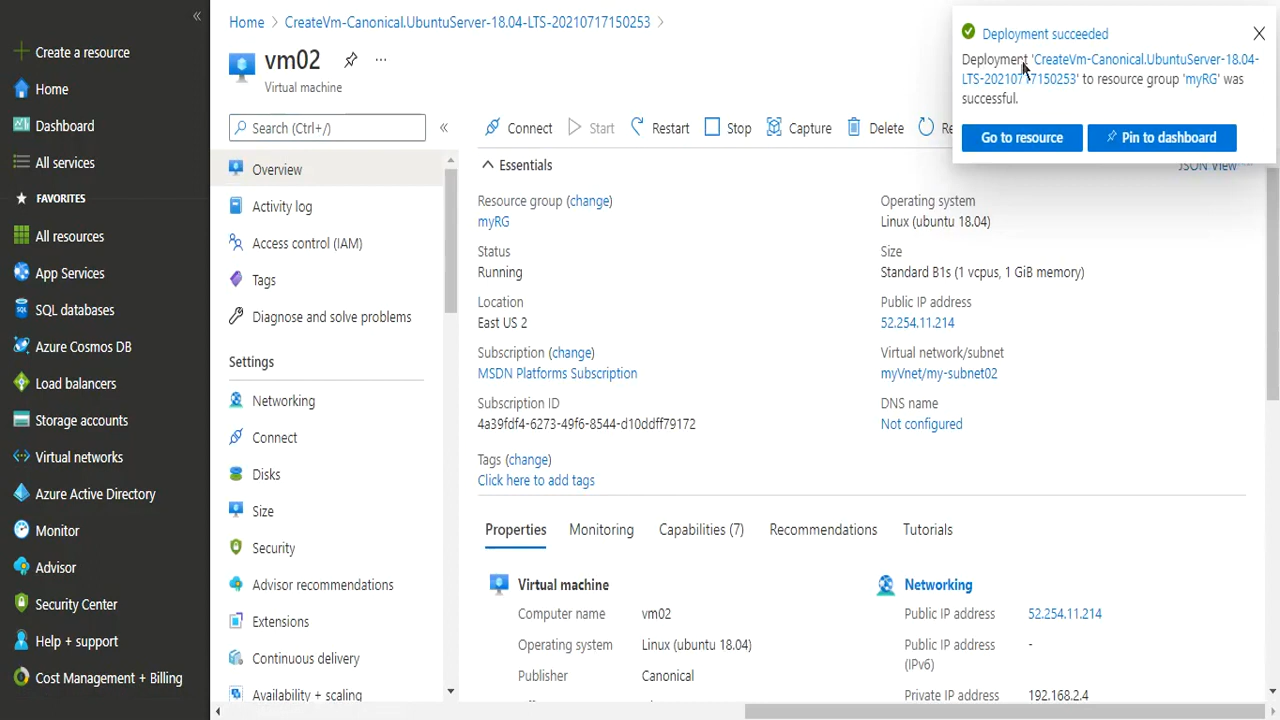 «
Create a resource
Home
Dashboard
All services
FAVORITES
All resources
App Services
SQL databases
Azure Cosmos DB
Load balancers
Storage accounts
Virtual networks
Azure Active Directory
Monitor
Advisor
Security Center
Help + support
Cost Management + Billing
Home > CreateVm-Canonical.UbuntuServer-18.04-LTS-20210717150253 >
vm02
...
Virtual machine
Search (Ctrl+/)
«
Overview
Activity log
Access control (IAM)
Tags
Diagnose and solve problems
Settings
Networking
Connect
Disks
Size
Security
Advisor recommendations
Extensions
Continuous delivery
Availability + scaling
Connect Start Restart Stop Capture Delete
Essentials
JSON View
Resource group (change)
myRG
Status
Running
Location
East US 2
Subscription (change)
MSDN Platforms Subscription
Subscription ID
4a39fdf4-6273-49f6-8544-d10ddff79172
Tags (change)
Click here to add tags
Operating system
Linux (ubuntu 18.04)
Size
Standard B1s (1 vcpus, 1 GiB memory)
Public IP address
52.254.11.214
Virtual network/subnet
myVnet/my-subnet02
DNS name
Not configured
Properties Monitoring Capabilities (7) Recommendations Tutorials
Virtual machine
Computer name vm02
Operating system Linux (ubuntu 18.04)
Publisher Canonical
Networking
Public IP address 52.254.11.214
Public IP address -
(IPv6)
Private IP address 192.168.2.4
Deployment succeeded
Deployment 'CreateVm-Canonical.UbuntuServer-18.04-
LTS-20210717150253' to resource group 'myRG' was
successful.
Go to resource
Pin to dashboard